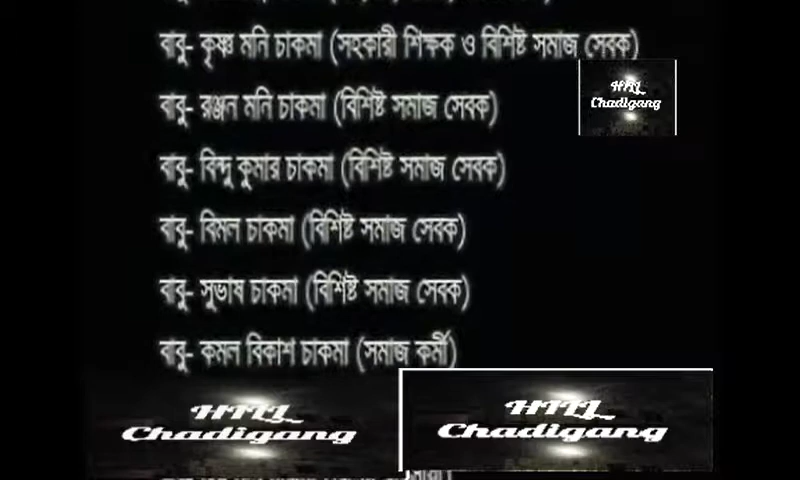 বাবু- কৃষ্ণ মনি চাকমা (সহকারী শিক্ষক ও বিশিষ্ট সমাজ সেবক)
HILL
Chadigang
বাবু- রঞ্জন মনি চাকমা (বিশিষ্ট সমাজ সেবক)
বাবু- বিন্দু কুমার চাকমা (বিশিষ্ট সমাজ সেবক)
বাবু- বিমল চাকমা (বিশিষ্ট সমাজ সেবক)
বাবু- সুভাষ চাকমা (বিশিষ্ট সমাজ সেবক)
বাবু- কমল বিকাশ চাকমা (সমাজ কর্মী)
HILL
Chadigang
HILL
Chadigang